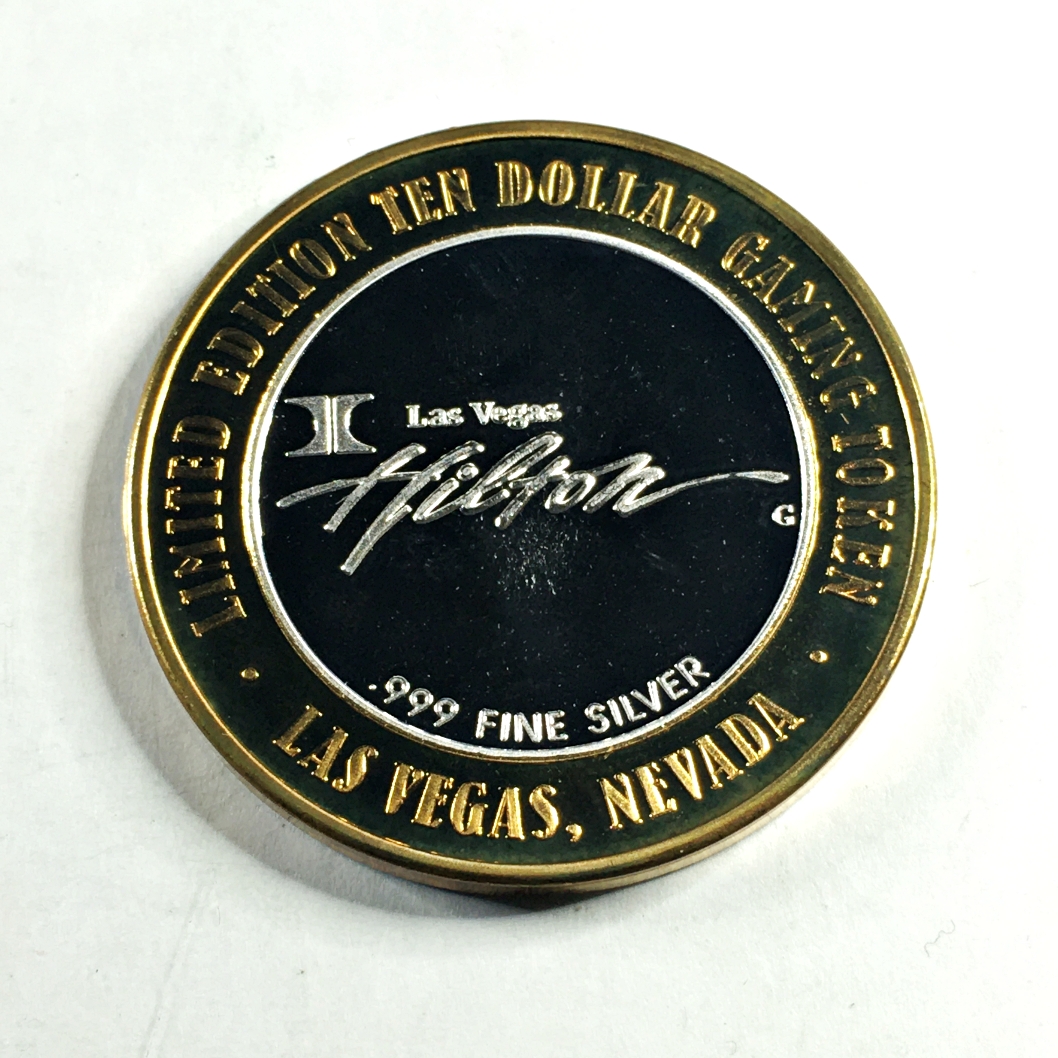 LIMITED EDITION TEN DOLLAR GAMING TOKEN
Las Vegas
Hilton
G
.999 FINE SILVER
· LAS VEGAS, NEVADA ·